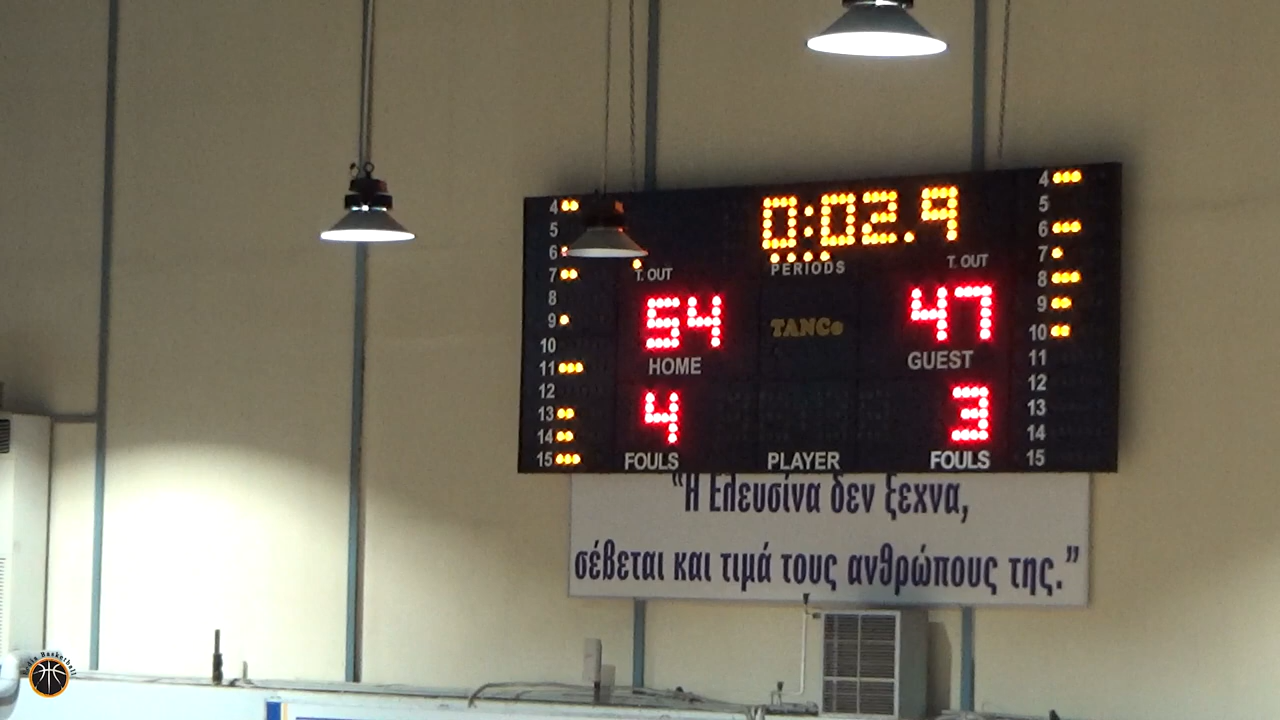 0:02.9
PERIODS
T. OUT
T. OUT
54
47
TANCo
HOME
GUEST
4
3
FOULS
PLAYER
FOULS
4
5
6
7
8
9
10
11
12
13
14
15
4
5
6
7
8
9
10
11
12
13
14
15
“Η Ελευσίνα δεν ξεχνα,
σέβεται και τιμά τους ανθρώπους της.”